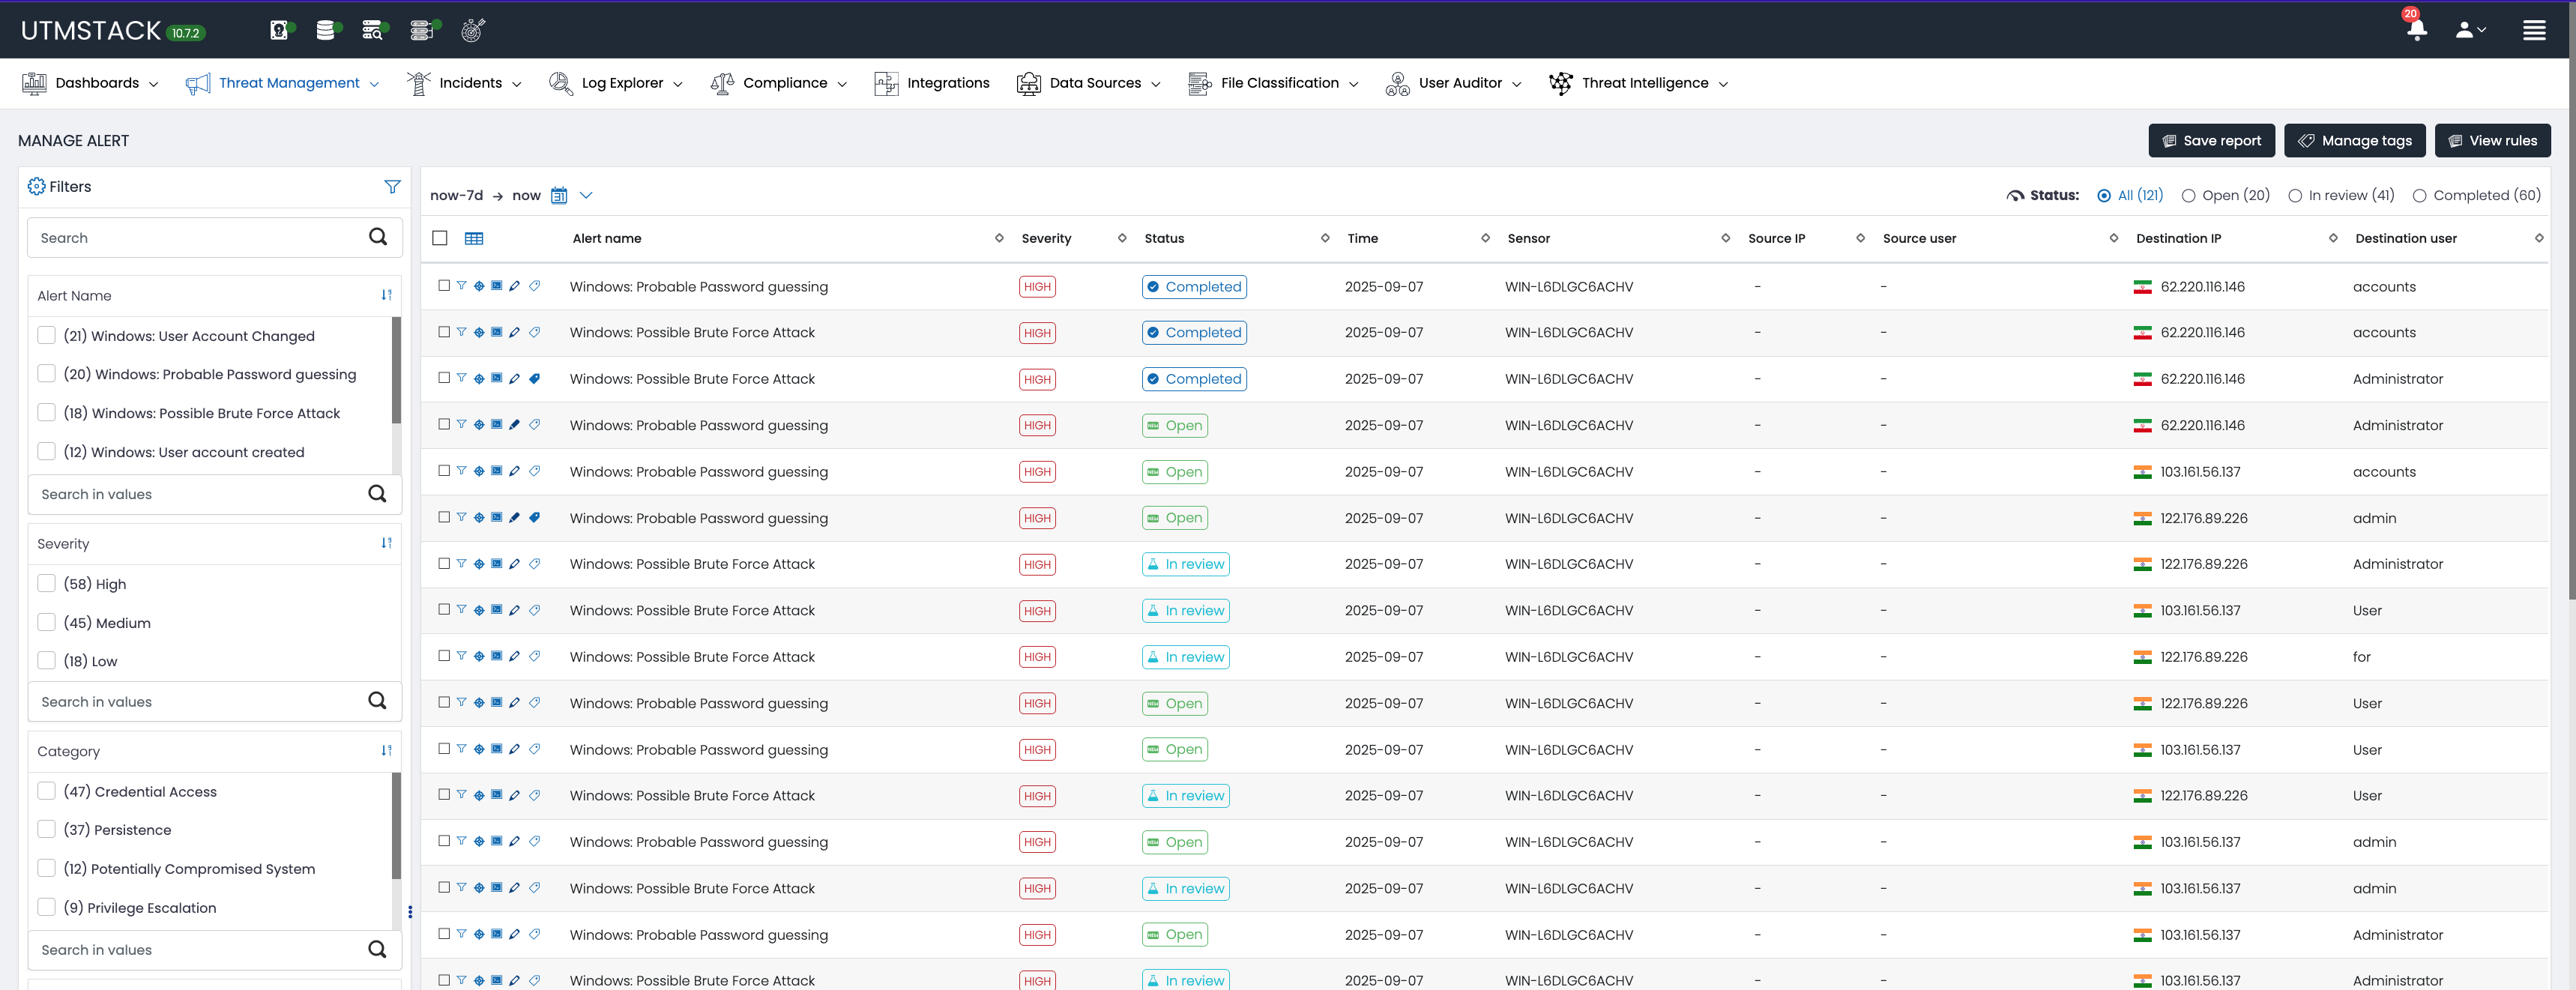 UTMSTACK 10.7.2
20
Dashboards Threat Management Incidents Log Explorer Compliance Integrations Data Sources File Classification User Auditor Threat Intelligence
MANAGE ALERT
Save report Manage tags View rules
Filters
Search
Alert Name
(21) Windows: User Account Changed
(20) Windows: Probable Password guessing
(18) Windows: Possible Brute Force Attack
(12) Windows: User account created
Search in values
Severity
(58) High
(45) Medium
(18) Low
Search in values
Category
(47) Credential Access
(37) Persistence
(12) Potentially Compromised System
(9) Privilege Escalation
Search in values
now-7d → now 31 Status: All (121) Open (20) In review (41) Completed (60)
Alert name Severity Status Time Sensor Source IP Source user Destination IP Destination user
Windows: Probable Password guessing HIGH Completed 2025-09-07 WIN-L6DLGC6ACHV - - 62.220.116.146 accounts
Windows: Possible Brute Force Attack HIGH Completed 2025-09-07 WIN-L6DLGC6ACHV - - 62.220.116.146 accounts
Windows: Possible Brute Force Attack HIGH Completed 2025-09-07 WIN-L6DLGC6ACHV - - 62.220.116.146 Administrator
Windows: Probable Password guessing HIGH Open 2025-09-07 WIN-L6DLGC6ACHV - - 62.220.116.146 Administrator
Windows: Probable Password guessing HIGH Open 2025-09-07 WIN-L6DLGC6ACHV - - 103.161.56.137 accounts
Windows: Probable Password guessing HIGH Open 2025-09-07 WIN-L6DLGC6ACHV - - 122.176.89.226 admin
Windows: Possible Brute Force Attack HIGH In review 2025-09-07 WIN-L6DLGC6ACHV - - 122.176.89.226 Administrator
Windows: Possible Brute Force Attack HIGH In review 2025-09-07 WIN-L6DLGC6ACHV - - 103.161.56.137 User
Windows: Possible Brute Force Attack HIGH In review 2025-09-07 WIN-L6DLGC6ACHV - - 122.176.89.226 for
Windows: Probable Password guessing HIGH Open 2025-09-07 WIN-L6DLGC6ACHV - - 122.176.89.226 User
Windows: Probable Password guessing HIGH Open 2025-09-07 WIN-L6DLGC6ACHV - - 103.161.56.137 User
Windows: Possible Brute Force Attack HIGH In review 2025-09-07 WIN-L6DLGC6ACHV - - 122.176.89.226 User
Windows: Probable Password guessing HIGH Open 2025-09-07 WIN-L6DLGC6ACHV - - 103.161.56.137 admin
Windows: Possible Brute Force Attack HIGH In review 2025-09-07 WIN-L6DLGC6ACHV - - 103.161.56.137 admin
Windows: Probable Password guessing HIGH Open 2025-09-07 WIN-L6DLGC6ACHV - - 103.161.56.137 Administrator
Windows: Possible Brute Force Attack HIGH In review 2025-09-07 WIN-L6DLGC6ACHV - - 103.161.56.137 Administrator